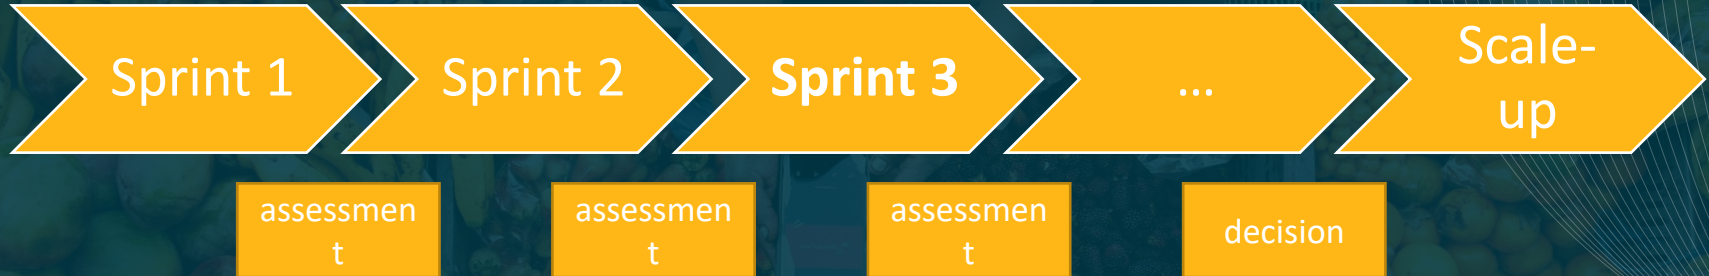 Sprint 1
Sprint 2
Sprint 3
...
Scale-
up
assessmen
t
assessmen
t
assessmen
t
decision